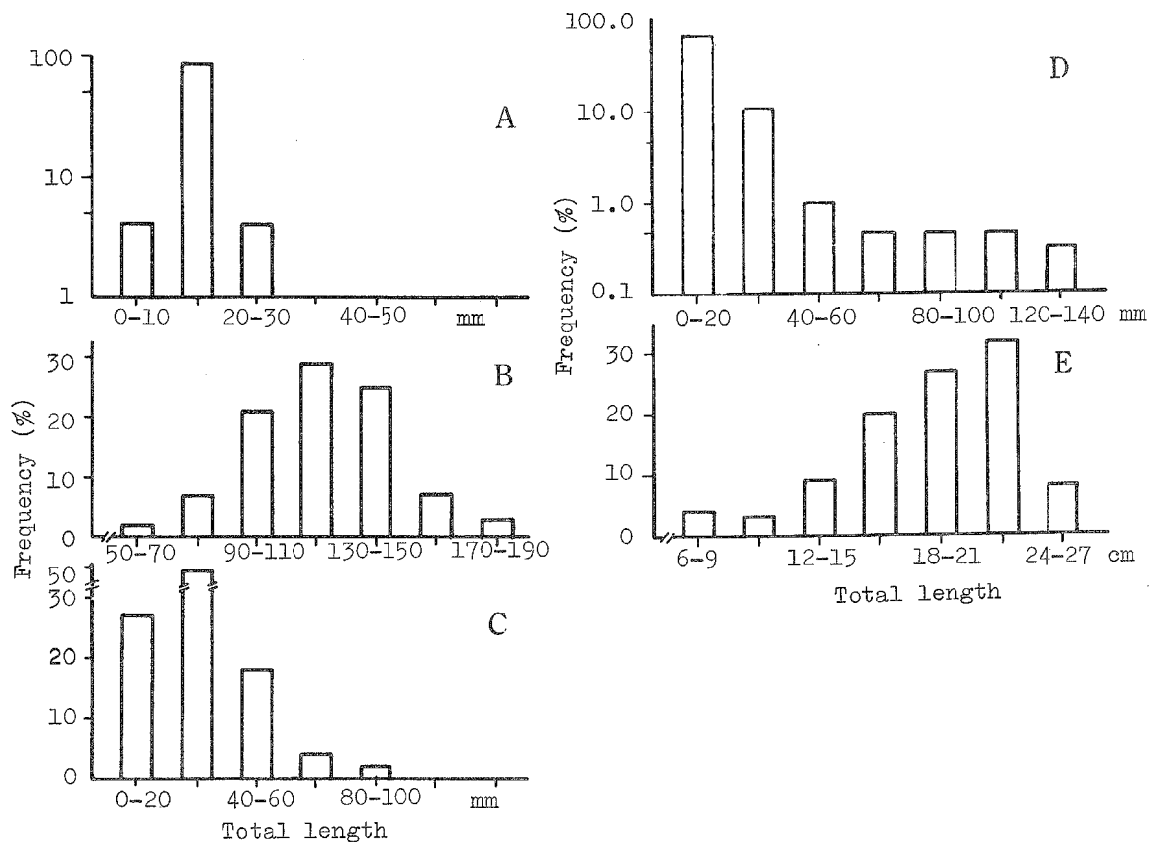 100
10
1
A
0-10 20-30 40-50 mm
30
20
10
0
B
50-70 90-110 130-150 170-190
Frequency (%)
50
30
20
10
0
C
0-20 40-60 80-100 mm
Total length
100.0
10.0
1.0
0.1
D
0-20 40-60 80-100 120-140 mm
Frequency (%)
30
20
10
0
E
6-9 12-15 18-21 24-27 cm
Total length